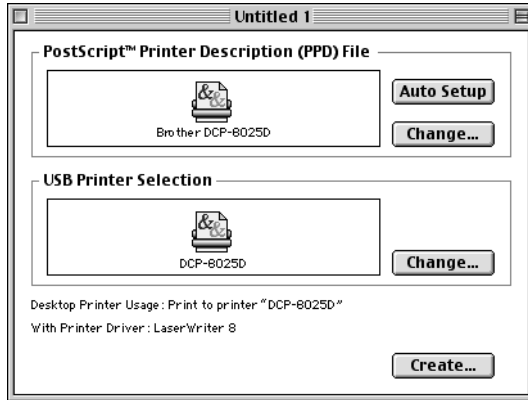 Untitled 1
PostScript™ Printer Description (PPD) File
Auto Setup
Brother DCP-8025D
Change...
USB Printer Selection
DCP-8025D
Change...
Desktop Printer Usage : Print to printer "DCP-8025D"
With Printer Driver : LaserWriter 8
Create...